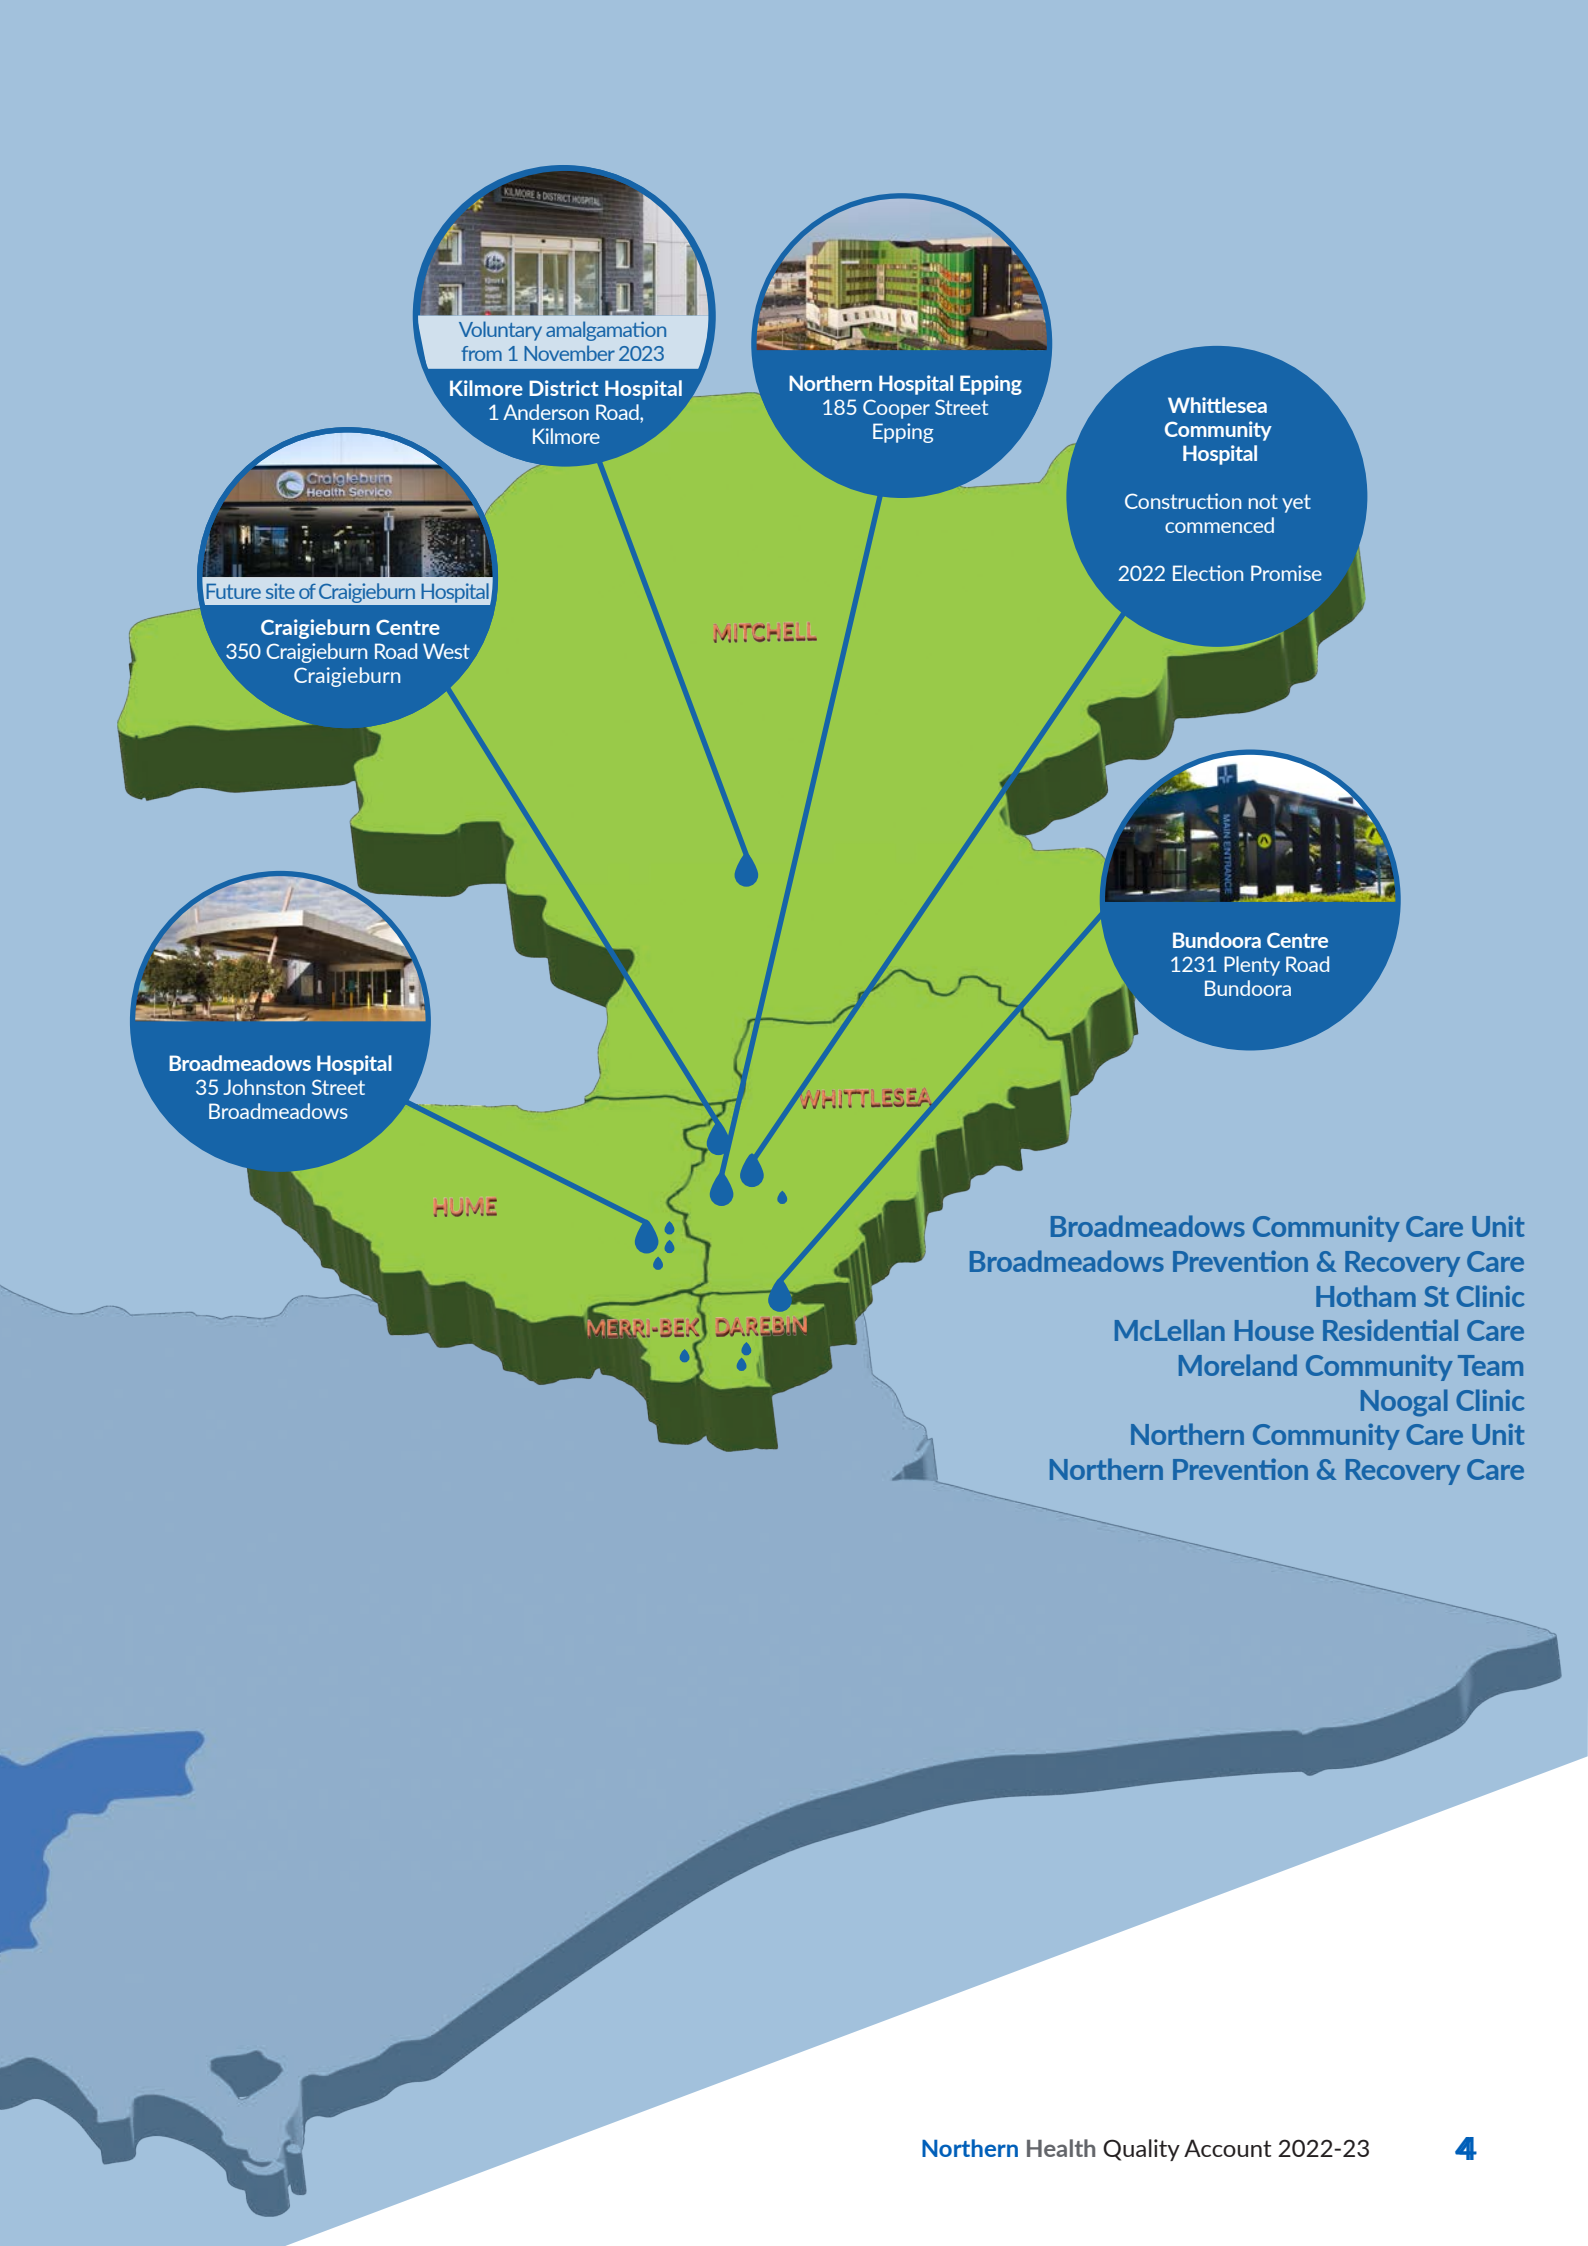 KILMORE & DISTRICT HOSPITAL
Voluntary amalgamation
from 1 November 2023
Kilmore District Hospital
1 Anderson Road,
Kilmore
Northern Hospital Epping
185 Cooper Street
Epping
Whittlesea
Community
Hospital
Construction not yet
commenced
2022 Election Promise
Craigieburn
Health Service
Future site of Craigieburn Hospital
Craigieburn Centre
350 Craigieburn Road West
Craigieburn
MITCHELL
MAIN ENTRANCE
Bundoora Centre
1231 Plenty Road
Bundoora
Broadmeadows Hospital
35 Johnston Street
Broadmeadows
WHITTLESEA
HUME
MERRI-BEK
DAREBIN
Broadmeadows Community Care Unit
Broadmeadows Prevention & Recovery Care
Hotham St Clinic
McLellan House Residential Care
Moreland Community Team
Noogal Clinic
Northern Community Care Unit
Northern Prevention & Recovery Care
Northern Health Quality Account 2022-23
4